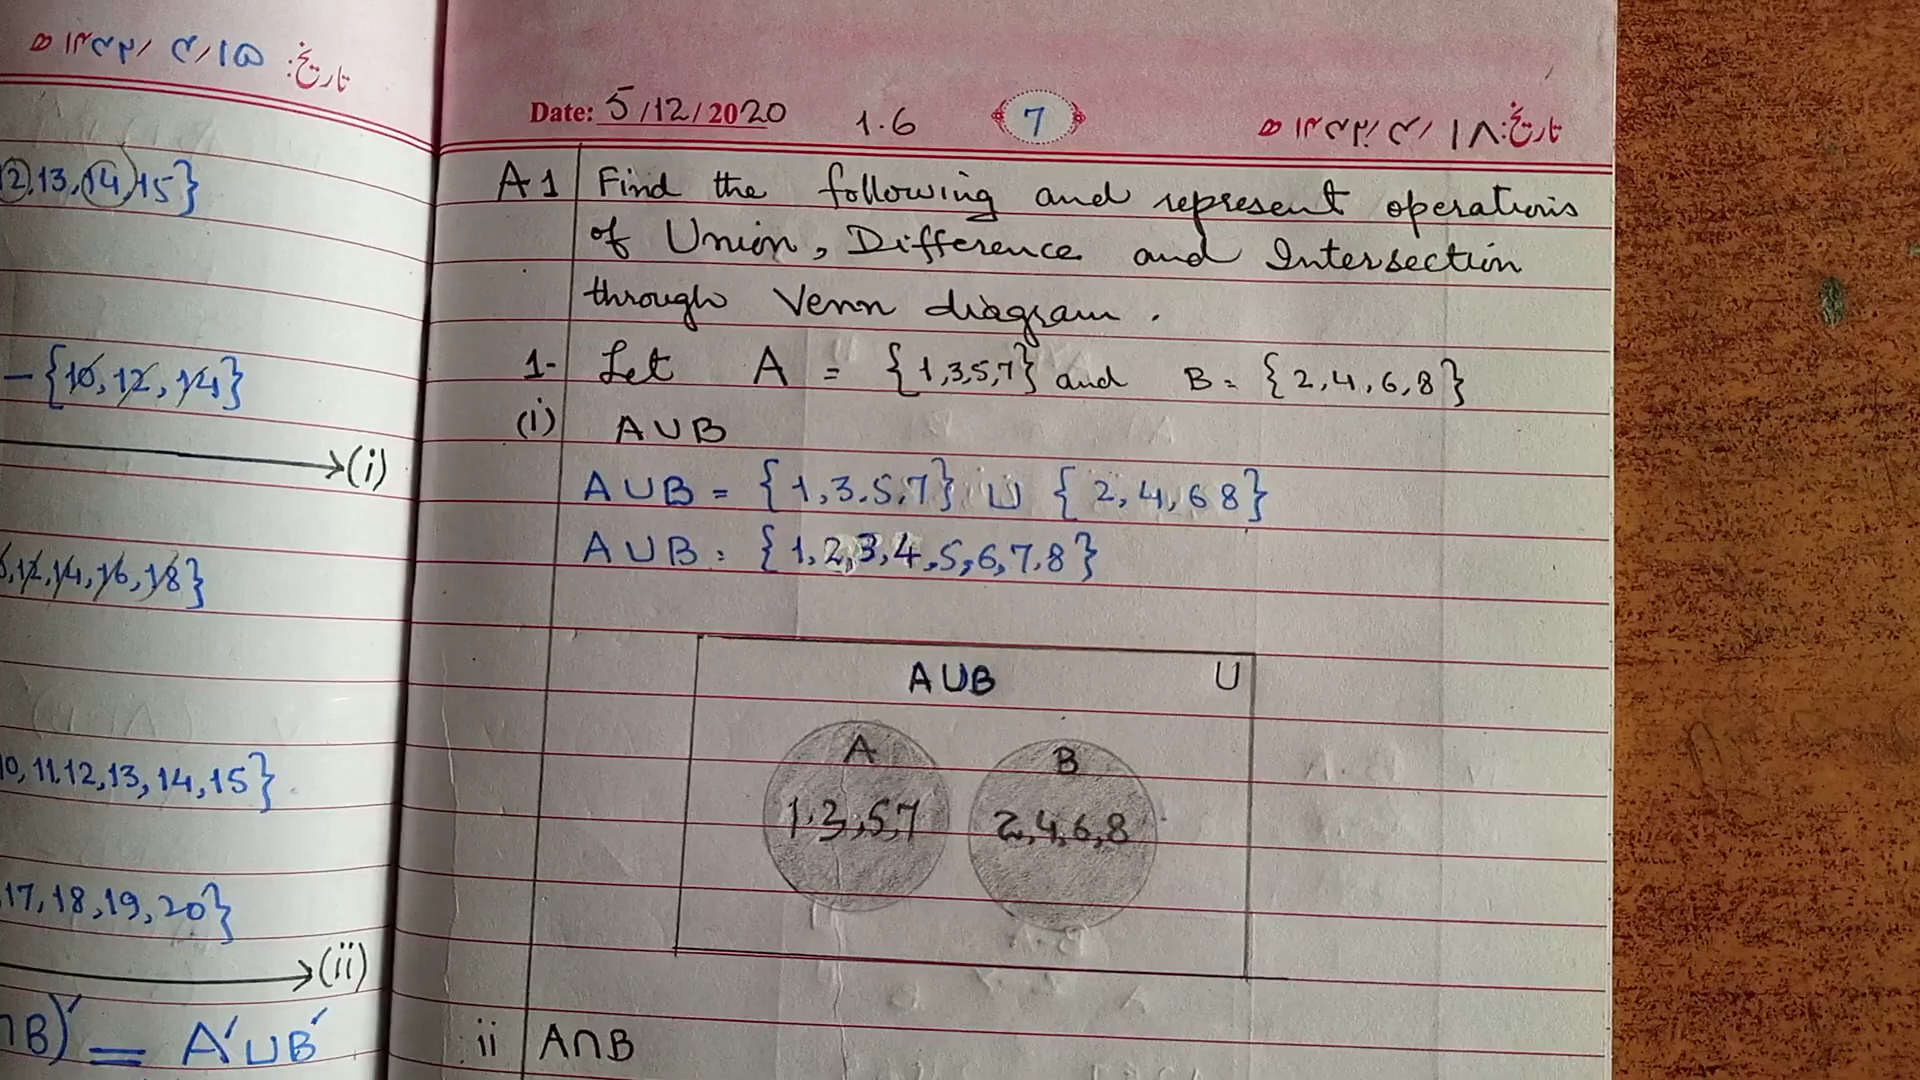 تاریخ: ۱۵ / ۴ / ۱۴۴۲ ھ
2, 13, 14, 15}
- {10, 12, 14}
→(i)
, 12, 14, 16, 18}
10, 11, 12, 13, 14, 15}
17, 18, 19, 20}
→(ii)
∩B)′ = A′∪B′
Date: 5/12/2020 1.6 7 تاریخ: ۱۸ / ۴ / ۱۴۴۲ ھ
A1 Find the following and represent operations
of Union, Difference and Intersection
through Venn diagram.
1- Let A = {1,3,5,7} and B = {2,4,6,8}
(i) A∪B
A∪B = {1,3,5,7} ∪ {2,4,6 8}
A∪B = {1,2,3,4,5,6,7,8}
A∪B U
A B
1,3,5,7 2,4,6,8
ii A∩B